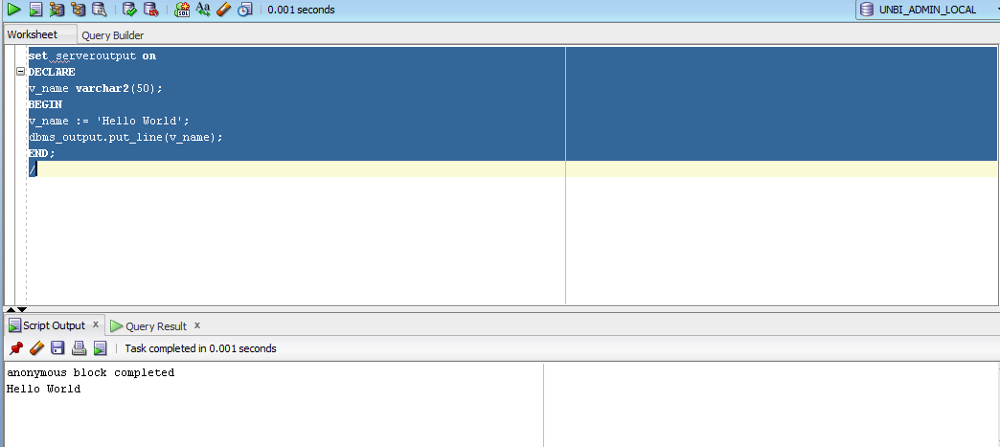 0.001 seconds
UNBI_ADMIN_LOCAL
Worksheet
Query Builder
set serveroutput on
DECLARE
v_name varchar2(50);
BEGIN
v_name := 'Hello World';
dbms_output.put_line(v_name);
END;
/
Script Output x
Query Result x
Task completed in 0.001 seconds
anonymous block completed
Hello World